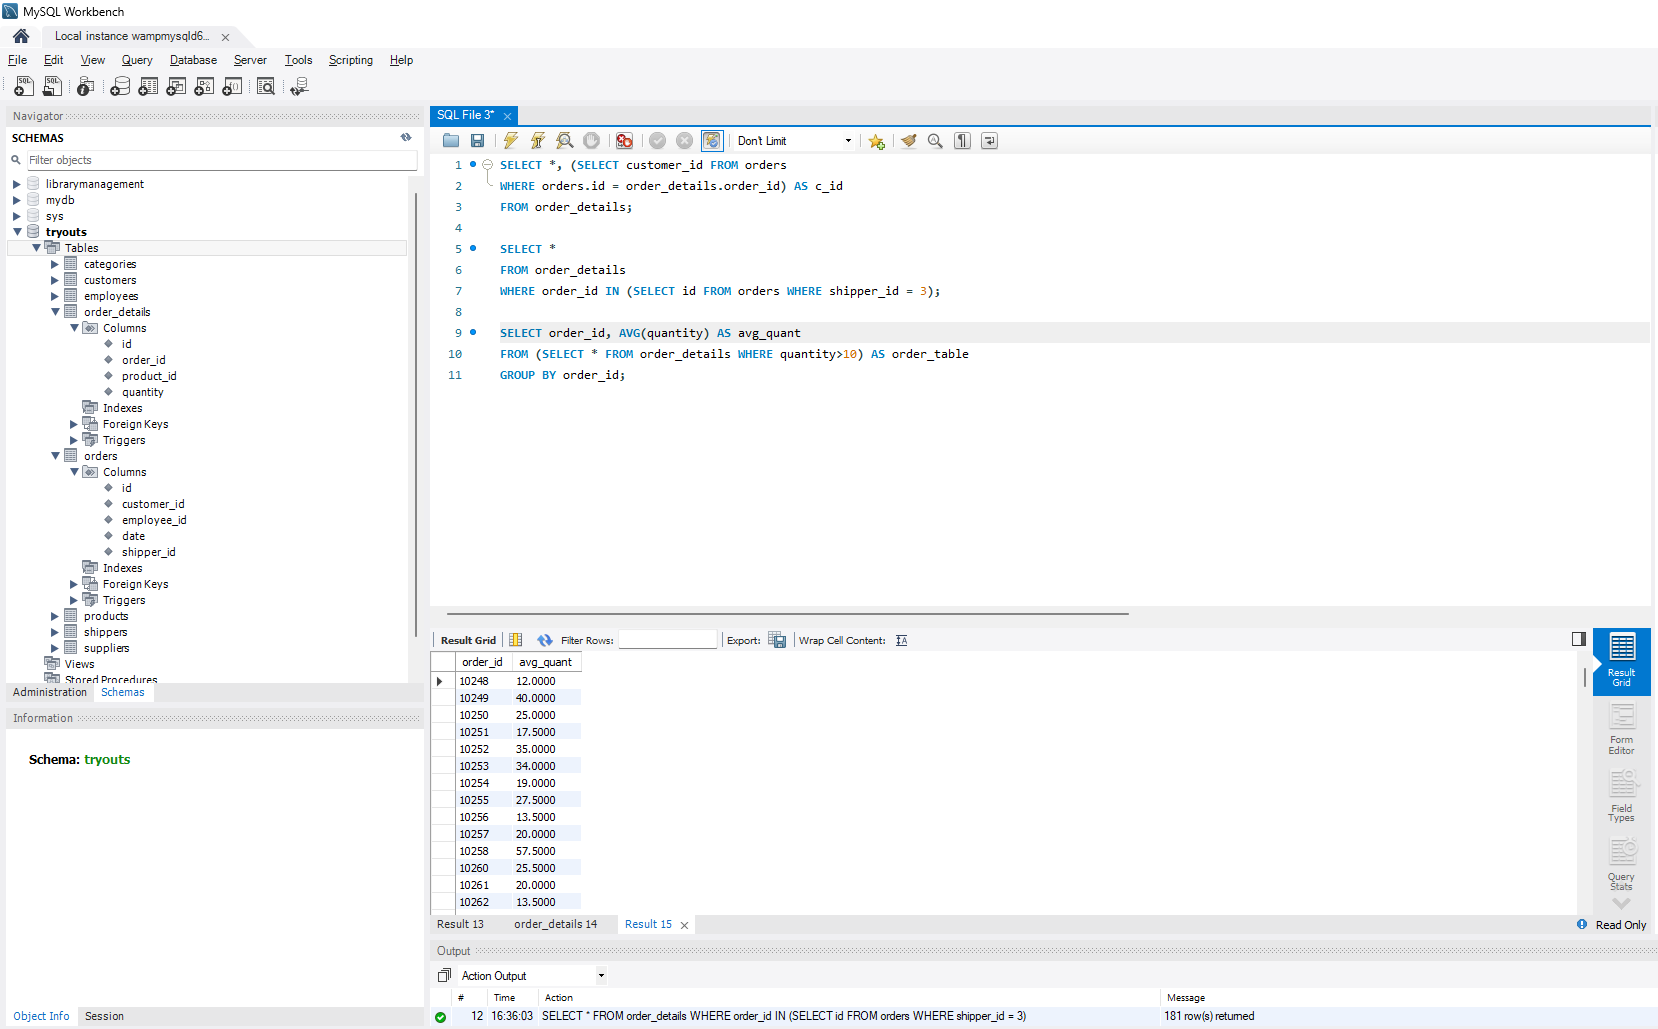 MySQL Workbench
Local instance wampmysqld6...
File Edit View Query Database Server Tools Scripting Help
Navigator
SCHEMAS
Filter objects
librarymanagement
mydb
sys
tryouts
Tables
categories
customers
employees
order_details
Columns
id
order_id
product_id
quantity
Indexes
Foreign Keys
Triggers
orders
Columns
id
customer_id
employee_id
date
shipper_id
Indexes
Foreign Keys
Triggers
products
shippers
suppliers
Views
Stored Procedures
Administration Schemas
Information
Schema: tryouts
Object Info Session
SQL File 3*
Don't Limit
1 SELECT *, (SELECT customer_id FROM orders
2 WHERE orders.id = order_details.order_id) AS c_id
3 FROM order_details;
4
5 SELECT *
6 FROM order_details
7 WHERE order_id IN (SELECT id FROM orders WHERE shipper_id = 3);
8
9 SELECT order_id, AVG(quantity) AS avg_quant
10 FROM (SELECT * FROM order_details WHERE quantity>10) AS order_table
11 GROUP BY order_id;
Result Grid Filter Rows: Export: Wrap Cell Content:
order_id avg_quant
10248 12.0000
10249 40.0000
10250 25.0000
10251 17.5000
10252 35.0000
10253 34.0000
10254 19.0000
10255 27.5000
10256 13.5000
10257 20.0000
10258 57.5000
10260 25.5000
10261 20.0000
10262 13.5000
Result
Grid
Form
Editor
Field
Types
Query
Stats
Result 13 order_details 14 Result 15 Read Only
Output
Action Output
# Time Action Message
12 16:36:03 SELECT * FROM order_details WHERE order_id IN (SELECT id FROM orders WHERE shipper_id = 3) 181 row(s) returned